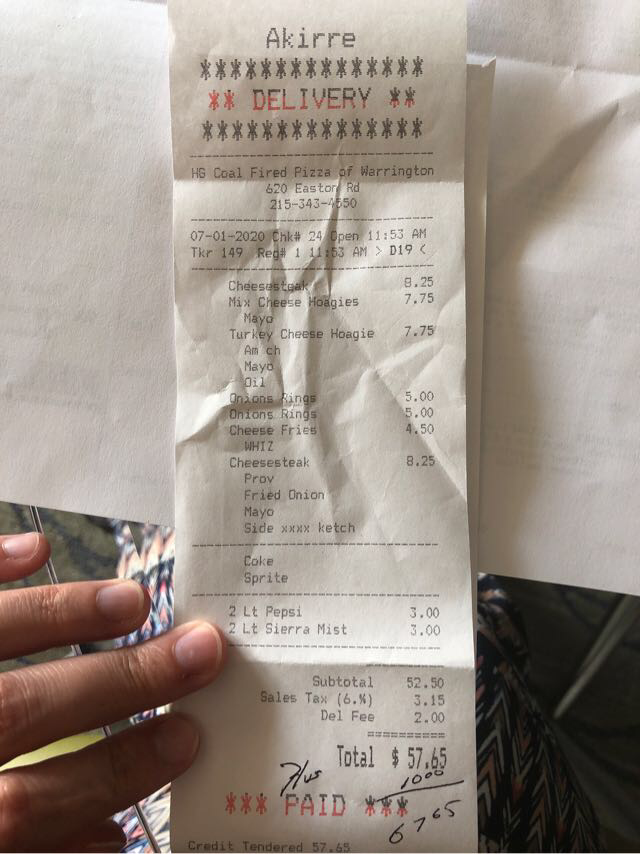 Akirre
***************
** DELIVERY **
***************
HG Coal Fired Pizza of Warrington
620 Easton Rd
215-343-4550
07-01-2020 Chk# 24 Open 11:53 AM
Tkr 149 Reg# 1 11:53 AM > D19 <
Cheesesteak 8.25
Mix Cheese Hoagies 7.75
Mayo
Turkey Cheese Hoagie 7.75
Am ch
Mayo
Oil
Onions Rings 5.00
Onions Rings 5.00
Cheese Fries 4.50
WHIZ
Cheesesteak 8.25
Prov
Fried Onion
Mayo
Side xxxx ketch
Coke
Sprite
2 Lt Pepsi 3.00
2 Lt Sierra Mist 3.00
Subtotal 52.50
Sales Tax (6.%) 3.15
Del Fee 2.00
==========
Total $ 57.65
Plus 1000
*** PAID ***
6765
Credit Tendered 57.65